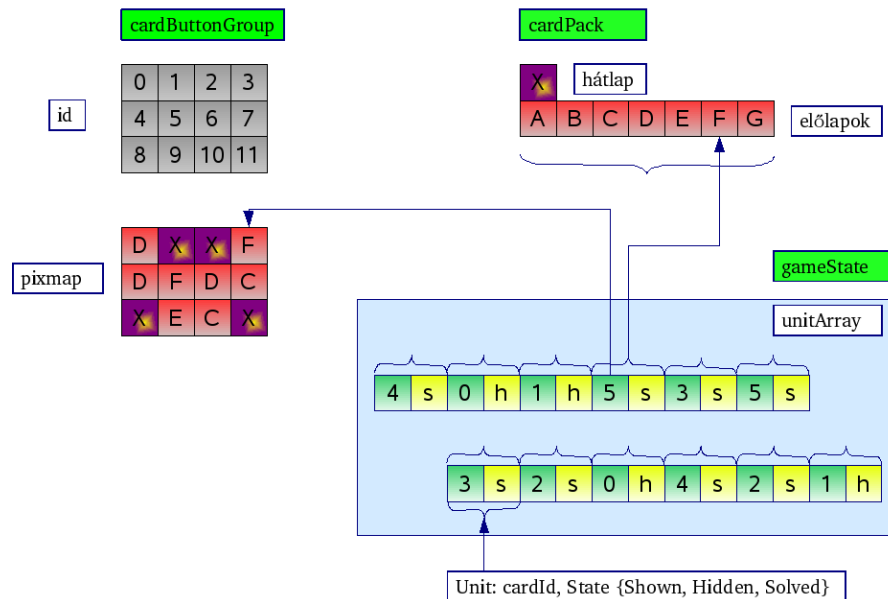 cardButtonGroup
cardPack
0 1 2 3
4 5 6 7
8 9 10 11
id
X
hátlap
A B C D E F G
előlapok
D X X F
D F D C
X E C X
pixmap
gameState
unitArray
4 s 0 h 1 h 5 s 3 s 5 s
3 s 2 s 0 h 4 s 2 s 1 h
Unit: cardId, State {Shown, Hidden, Solved}